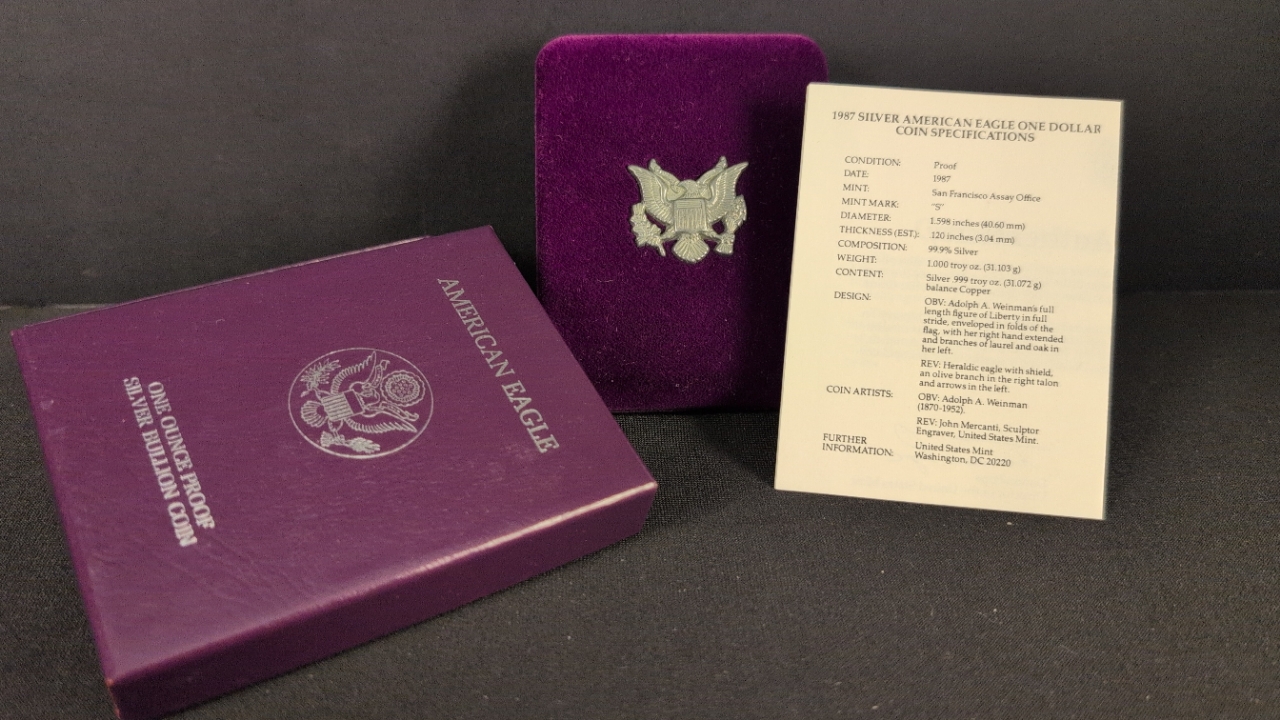 AMERICAN EAGLE
ONE OUNCE PROOF
SILVER BULLION COIN
1987 SILVER AMERICAN EAGLE ONE DOLLAR
COIN SPECIFICATIONS
CONDITION: Proof
DATE: 1987
MINT: San Francisco Assay Office
MINT MARK: "S"
DIAMETER: 1.598 inches (40.60 mm)
THICKNESS (EST): .120 inches (3.04 mm)
COMPOSITION: 99.9% Silver
WEIGHT: 1.000 troy oz. (31.103 g)
CONTENT: Silver .999 troy oz. (31.072 g)
balance Copper
DESIGN: OBV: Adolph A. Weinman's full
length figure of Liberty in full
stride, enveloped in folds of the
flag, with her right hand extended
and branches of laurel and oak in
her left.
REV: Heraldic eagle with shield,
an olive branch in the right talon
and arrows in the left.
COIN ARTISTS: OBV: Adolph A. Weinman
(1870-1952).
REV: John Mercanti, Sculptor
Engraver, United States Mint.
FURTHER
INFORMATION: United States Mint
Washington, DC 20220